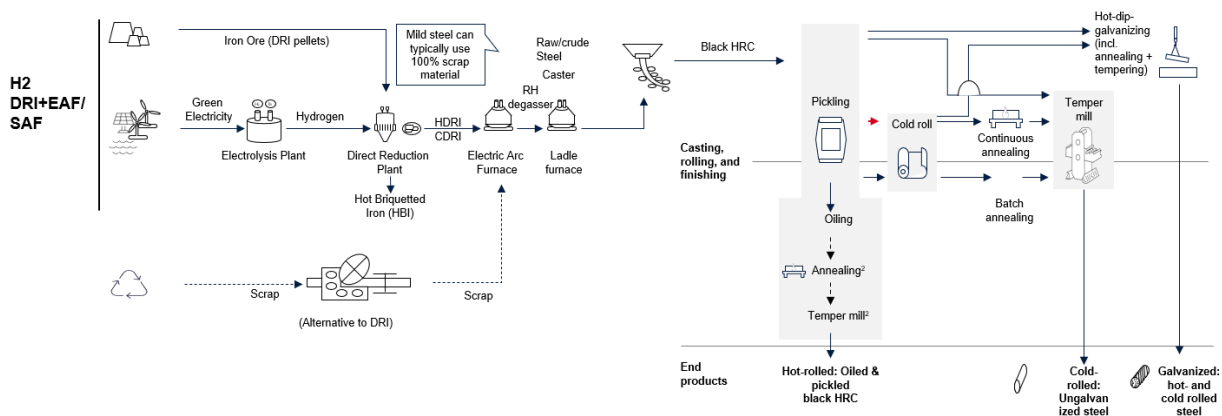 H2
DRI+EAF/
SAF
Iron Ore (DRI pellets)
Mild steel can
typically use
100% scrap
material
Raw/crude
Steel
Caster
RH
degasser
Green
Electricity
Hydrogen
HDRI
CDRI
Electrolysis Plant
Direct Reduction
Plant
Electric Arc
Furnace
Ladle
furnace
Hot Briquetted
Iron (HBI)
Scrap
(Alternative to DRI)
Scrap
Black HRC
Hot-dip-
galvanizing
(incl.
annealing +
tempering)
Pickling
Cold roll
Continuous
annealing
Temper
mill
Casting,
rolling, and
finishing
Batch
annealing
Oiling
Annealing²
Temper mill²
End
products
Hot-rolled: Oiled &
pickled
black HRC
Cold-
rolled:
Ungalvan
ized steel
Galvanized:
hot- and
cold rolled
steel